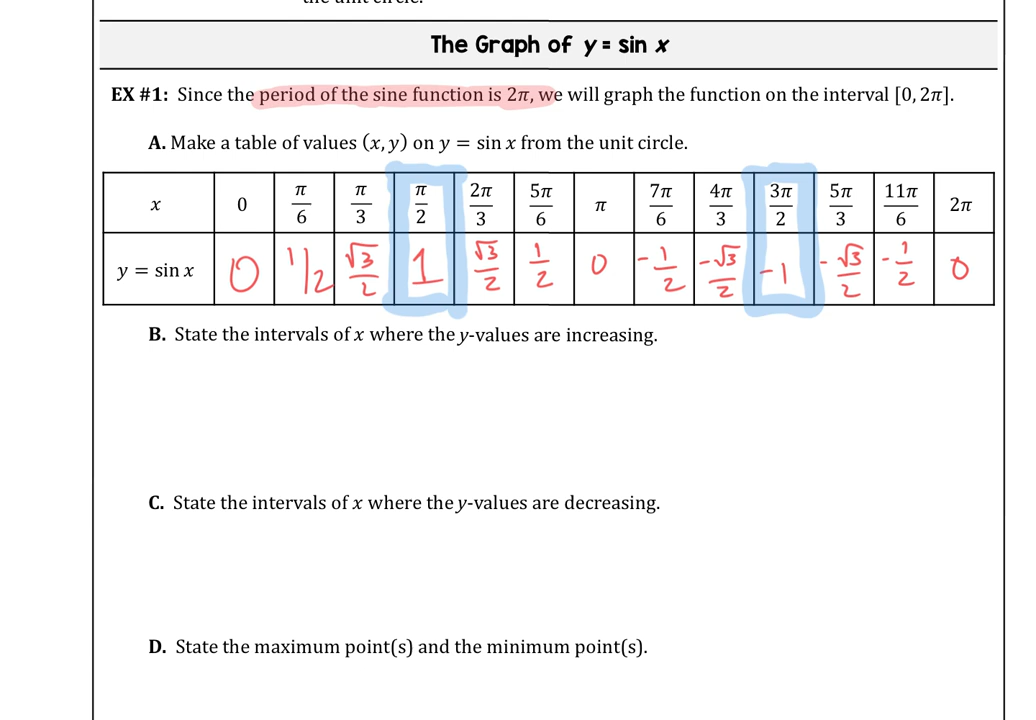 the unit circle.
The Graph of y = sin x
EX #1: Since the period of the sine function is 2π, we will graph the function on the interval [0, 2π].
A. Make a table of values (x, y) on y = sin x from the unit circle.
x 0 π/6 π/3 π/2 2π/3 5π/6 π 7π/6 4π/3 3π/2 5π/3 11π/6 2π
y = sin x 0 1/2 √3/2 1 √3/2 1/2 0 -1/2 -√3/2 -1 -√3/2 -1/2 0
B. State the intervals of x where the y-values are increasing.
C. State the intervals of x where the y-values are decreasing.
D. State the maximum point(s) and the minimum point(s).